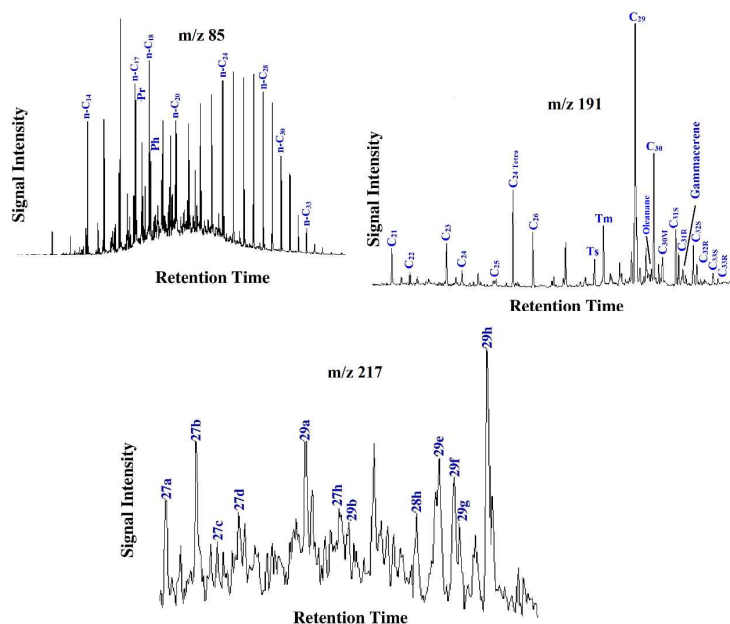 m/z 85
n-C14
n-C17
Pr
n-C18
Ph
n-C20
n-C24
n-C28
n-C30
n-C33
Signal Intensity
Retention Time
m/z 191
C21
C22
C23
C24
C25
C24 Tetra
C26
Ts
Tm
C29
Oleanane
C30
C30M
C31S
C31R
Gammacerene
C32S
C32R
C33S
C33R
Signal Intensity
Retention Time
m/z 217
27a
27b
27c
27d
29a
27h
29b
28h
29e
29f
29g
29h
Signal Intensity
Retention Time